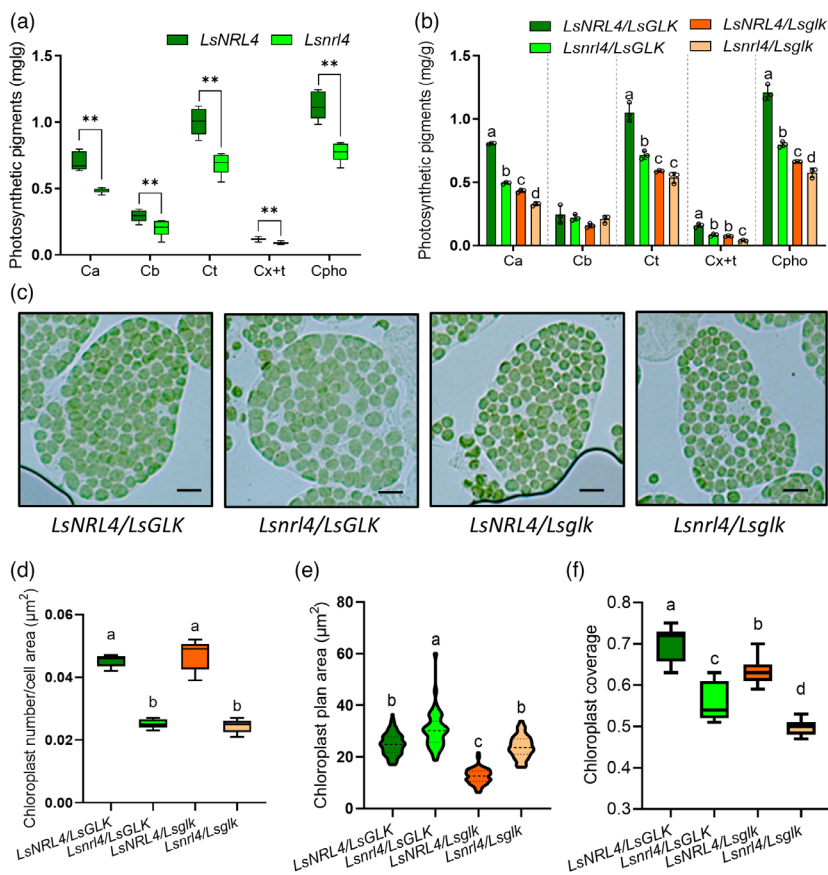 (a)
LsNRL4 Lsnrl4
Photosynthetic pigments (mg/g)
1.5
1.0
0.5
0.0
** ** ** ** **
Ca Cb Ct Cx+t Cpho
(b)
LsNRL4/LsGLK LsNRL4/Lsglk
Lsnrl4/LsGLK Lsnrl4/Lsglk
Photosynthetic pigments (mg/g)
1.5
1.0
0.5
0.0
a b c d
a b c c
a b b c
a b c d
Ca Cb Ct Cx+t Cpho
(c)
LsNRL4/LsGLK Lsnrl4/LsGLK LsNRL4/Lsglk Lsnrl4/Lsglk
(d)
Chloroplast number/cell area (μm²)
0.06
0.04
0.02
0.00
a b a b
LsNRL4/LsGLK
Lsnrl4/LsGLK
LsNRL4/Lsglk
Lsnrl4/Lsglk
(e)
Chloroplast plan area (μm²)
80
60
40
20
0
b a c b
LsNRL4/LsGLK
Lsnrl4/LsGLK
LsNRL4/Lsglk
Lsnrl4/Lsglk
(f)
Chloroplast coverage
0.8
0.7
0.6
0.5
0.4
0.3
a c b d
LsNRL4/LsGLK
Lsnrl4/LsGLK
LsNRL4/Lsglk
Lsnrl4/Lsglk